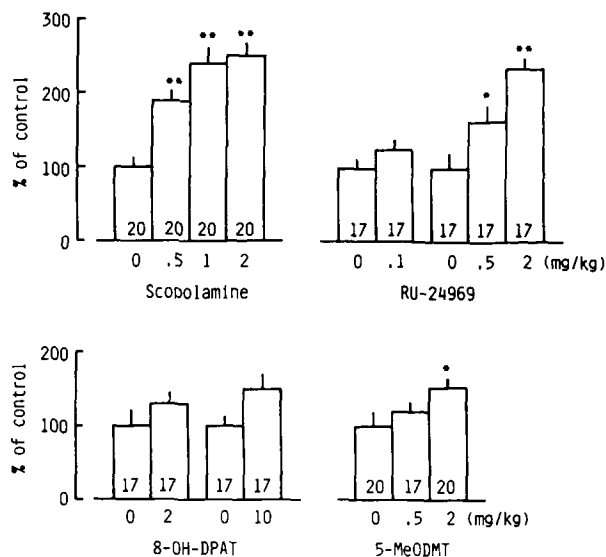 300
** **
**
**
200
*
% of control
100
0
20 20 20 20
17 17 17 17 17
0 .5 1 2
0 .1 0 .5 2 (mg/kg)
Scopolamine
RU-24969
200
*
% of control
100
0
17 17 17 17
20 17 20
0 2 0 10
0 .5 2 (mg/kg)
8-OH-DPAT
5-MeODMT